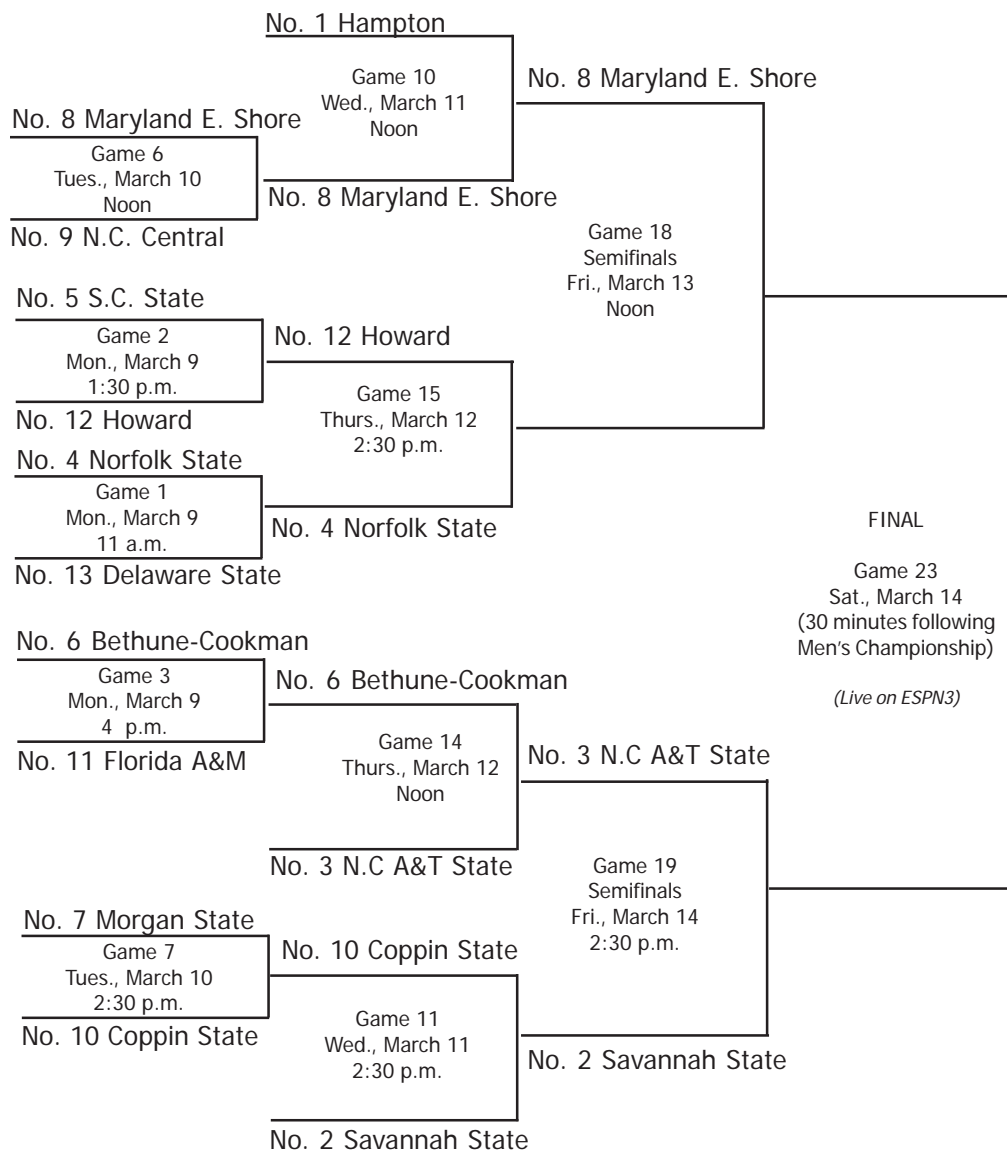 No. 1 Hampton
Game 10
Wed., March 11
Noon
No. 8 Maryland E. Shore
No. 8 Maryland E. Shore
Game 6
Tues., March 10
Noon
No. 8 Maryland E. Shore
No. 9 N.C. Central
Game 18
Semifinals
Fri., March 13
Noon
No. 5 S.C. State
Game 2
Mon., March 9
1:30 p.m.
No. 12 Howard
No. 12 Howard
Game 15
Thurs., March 12
2:30 p.m.
No. 4 Norfolk State
Game 1
Mon., March 9
11 a.m.
No. 4 Norfolk State
No. 13 Delaware State
FINAL
Game 23
Sat., March 14
(30 minutes following
Men's Championship)
(Live on ESPN3)
No. 6 Bethune-Cookman
Game 3
Mon., March 9
4 p.m.
No. 6 Bethune-Cookman
No. 11 Florida A&M
Game 14
Thurs., March 12
Noon
No. 3 N.C A&T State
No. 3 N.C A&T State
Game 19
Semifinals
Fri., March 14
2:30 p.m.
No. 7 Morgan State
Game 7
Tues., March 10
2:30 p.m.
No. 10 Coppin State
No. 10 Coppin State
Game 11
Wed., March 11
2:30 p.m.
No. 2 Savannah State
No. 2 Savannah State